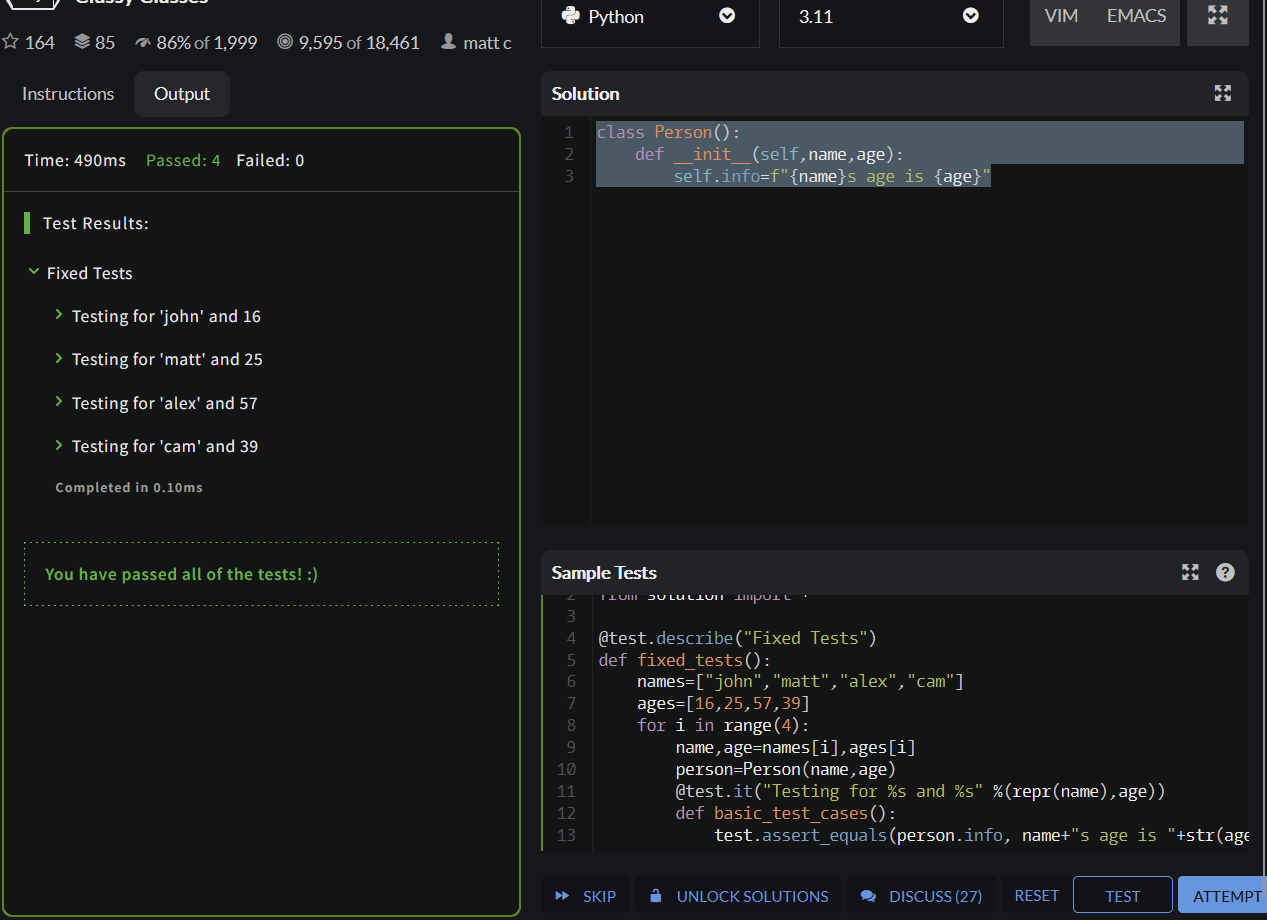 Classy Classes
164 85 86% of 1,999 9,595 of 18,461 matt c
Instructions Output
Time: 490ms Passed: 4 Failed: 0
Test Results:
Fixed Tests
Testing for 'john' and 16
Testing for 'matt' and 25
Testing for 'alex' and 57
Testing for 'cam' and 39
Completed in 0.10ms
You have passed all of the tests! :)
Python 3.11 VIM EMACS
Solution
1 class Person():
2     def __init__(self,name,age):
3         self.info=f"{name}s age is {age}"
Sample Tests
2 from solution import *
3
4 @test.describe("Fixed Tests")
5 def fixed_tests():
6     names=["john","matt","alex","cam"]
7     ages=[16,25,57,39]
8     for i in range(4):
9         name,age=names[i],ages[i]
10         person=Person(name,age)
11         @test.it("Testing for %s and %s" %(repr(name),age))
12         def basic_test_cases():
13             test.assert_equals(person.info, name+"s age is "+str(age
SKIP UNLOCK SOLUTIONS DISCUSS (27) RESET TEST ATTEMPT